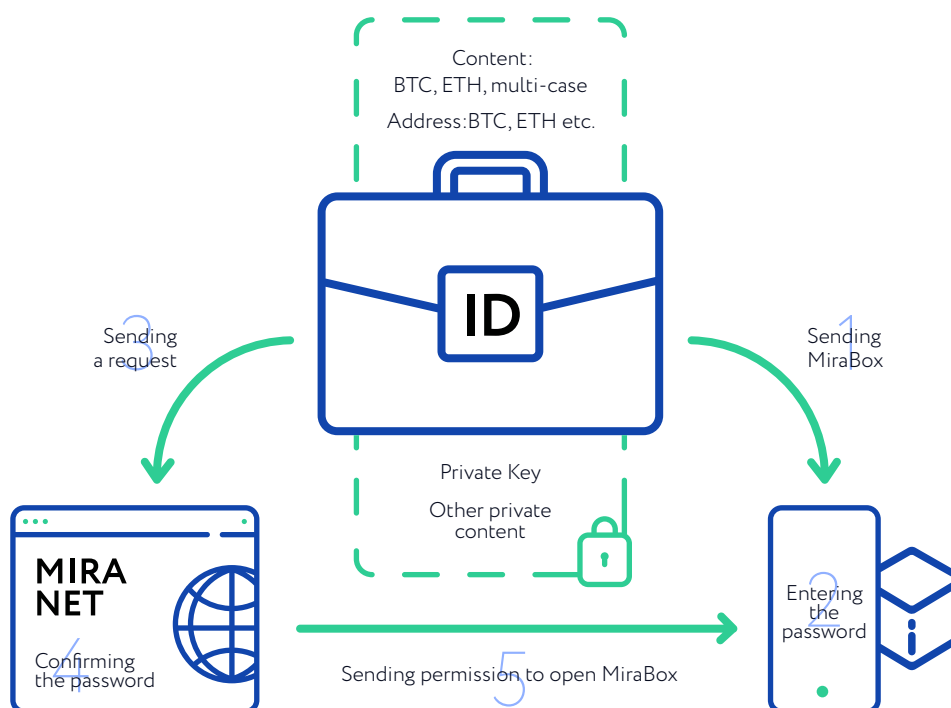 Content:
BTC, ETH, multi-case
Address:BTC, ETH etc.
ID
3
Sending
a request
1
Sending
MiraBox
Private Key
Other private
content
MIRA
NET
4
Confirming
the password
2
Entering
the
password
5
Sending permission to open MiraBox